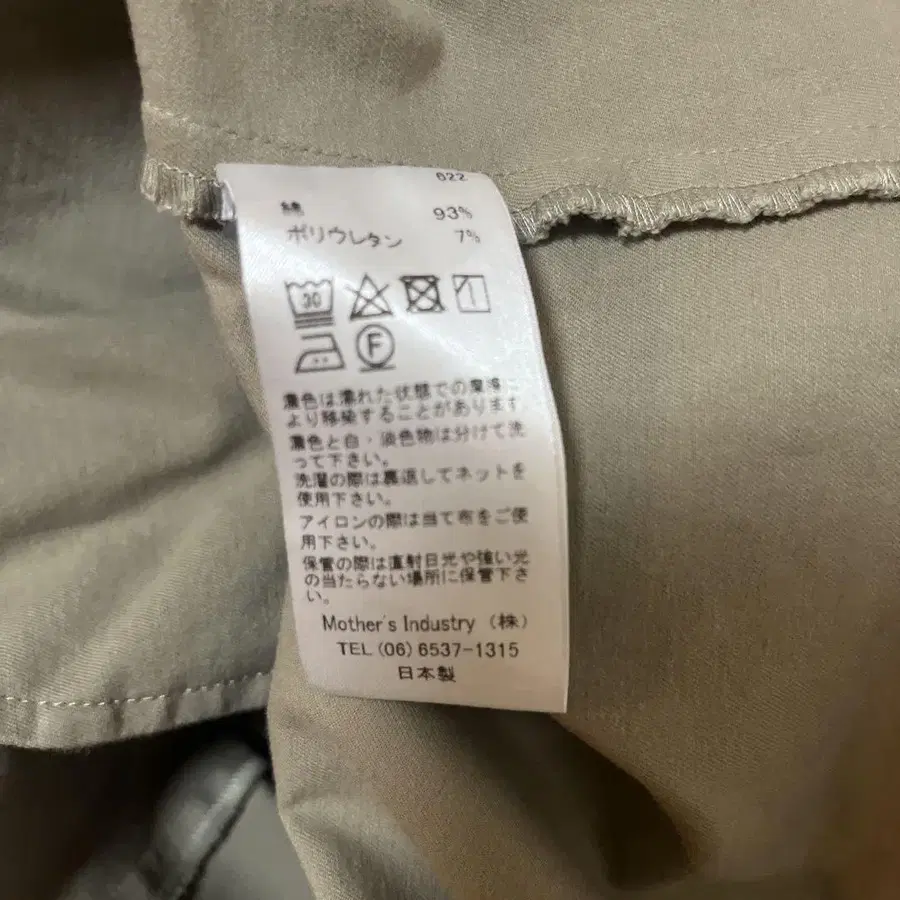 622
綿 93%
ポリウレタン 7%
30
F
濃色は濡れた状態での摩擦に
より移染することがあります
濃色と白・淡色物は分けて洗
って下さい。
洗濯の際は裏返してネットを
使用下さい。
アイロンの際は当て布をご使
用下さい。
保管の際は直射日光や強い光
の当たらない場所に保管下さ
い。
Mother's Industry (株)
TEL (06) 6537-1315
日本製